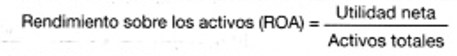 Rendimiento sobre los activos (ROA) = Utilidad neta
Activos totales